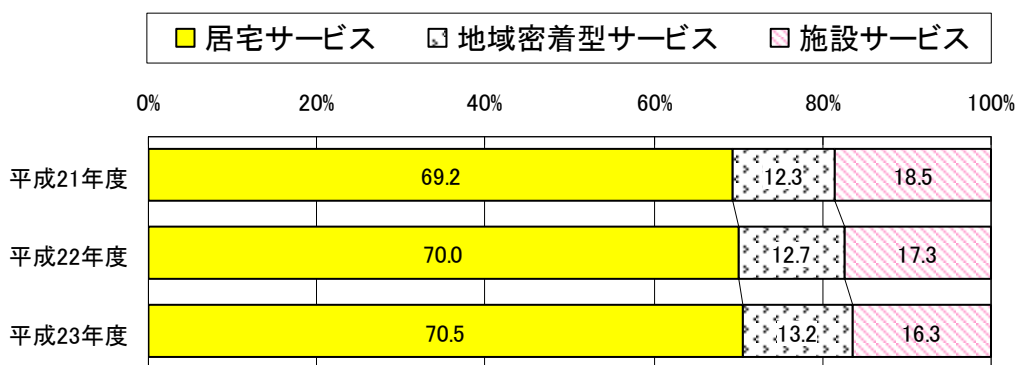 居宅サービス 地域密着型サービス 施設サービス
0% 20% 40% 60% 80% 100%
平成21年度 69.2 12.3 18.5
平成22年度 70.0 12.7 17.3
平成23年度 70.5 13.2 16.3